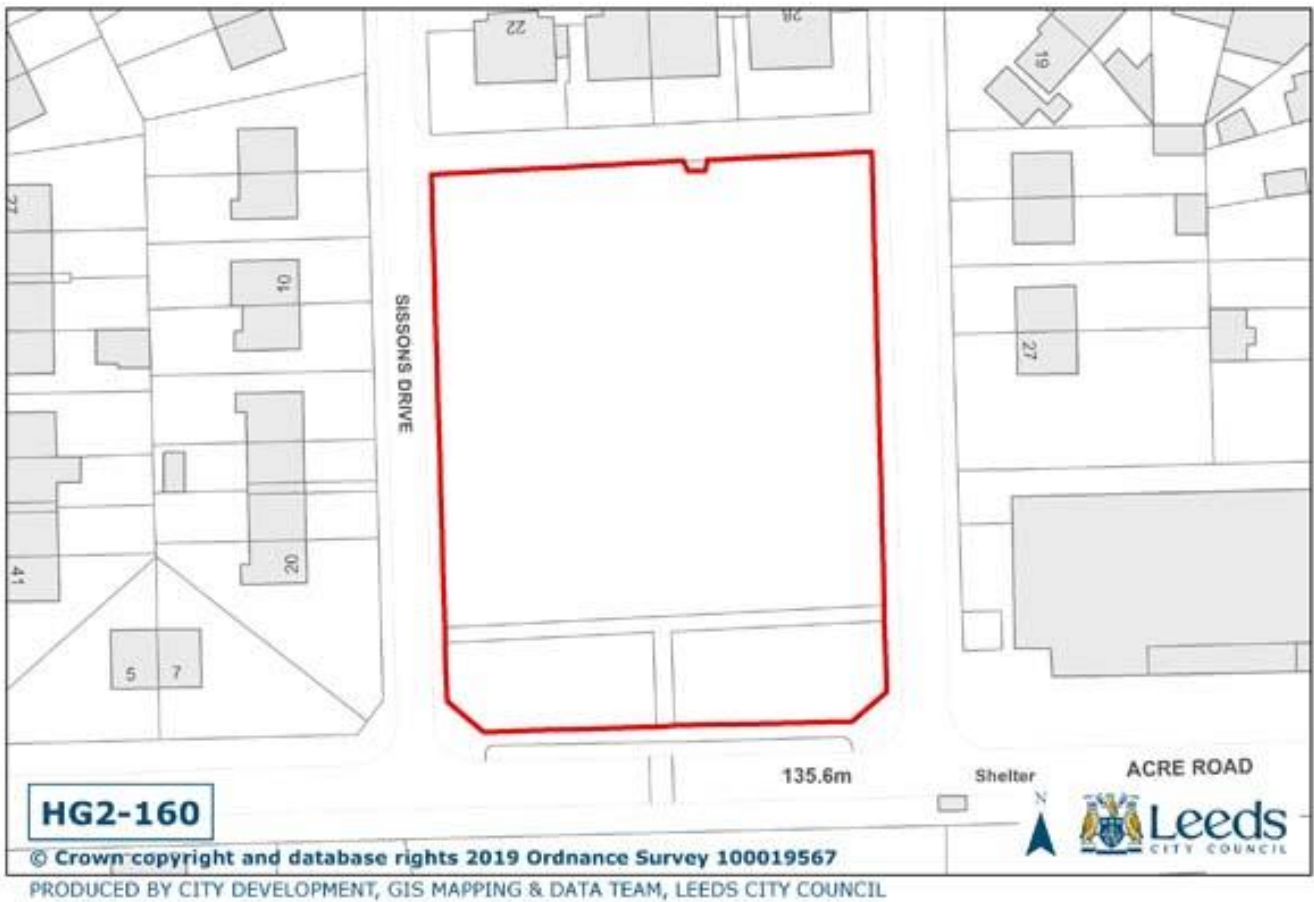 22
28
19
27
10
27
SISSONS DRIVE
20
41
5
7
135.6m
Shelter
ACRE ROAD
N
HG2-160
Leeds
CITY COUNCIL
© Crown copyright and database rights 2019 Ordnance Survey 100019567
PRODUCED BY CITY DEVELOPMENT, GIS MAPPING & DATA TEAM, LEEDS CITY COUNCIL